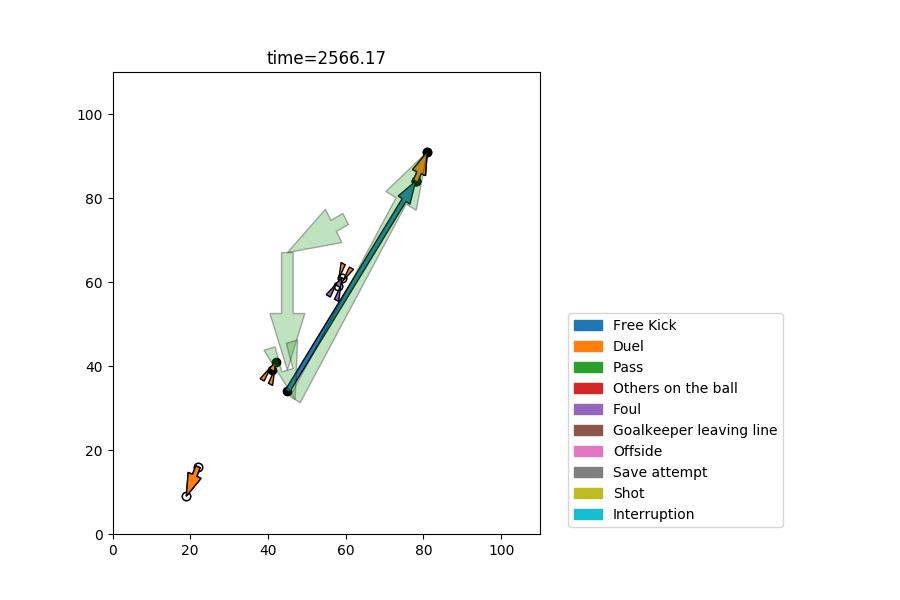 time=2566.17
100
80
60
40
20
0
0 20 40 60 80 100
Free Kick
Duel
Pass
Others on the ball
Foul
Goalkeeper leaving line
Offside
Save attempt
Shot
Interruption